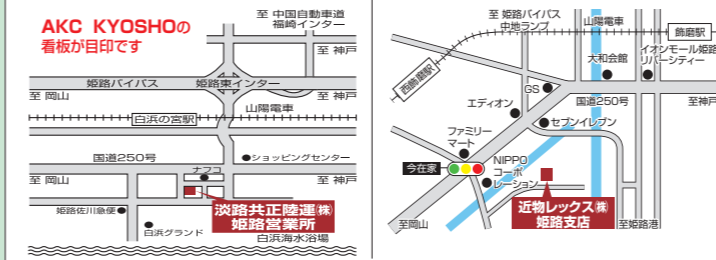 AKC KYOSHOの
看板が目印です
至 中国自動車道
福崎インター
至 神戸
姫路バイパス
姫路東インター
至 岡山
至 神戸
山陽電車
白浜の宮駅
国道250号
ナフコ
ショッピングセンター
至 岡山
至 神戸
姫路佐川急便
白浜グランド
淡路共正陸運㈱
姫路営業所
白浜海水浴場
至 姫路バイパス
中地ランプ
山陽電車
飾磨駅
西飾磨駅
大和会館
イオンモール姫路
リバーシティー
GS
エディオン
国道250号
至神戸
セブンイレブン
ファミリー
マート
今在家
NIPPO
コーポ
レーション
近物レックス㈱
姫路支店
至岡山
至姫路港